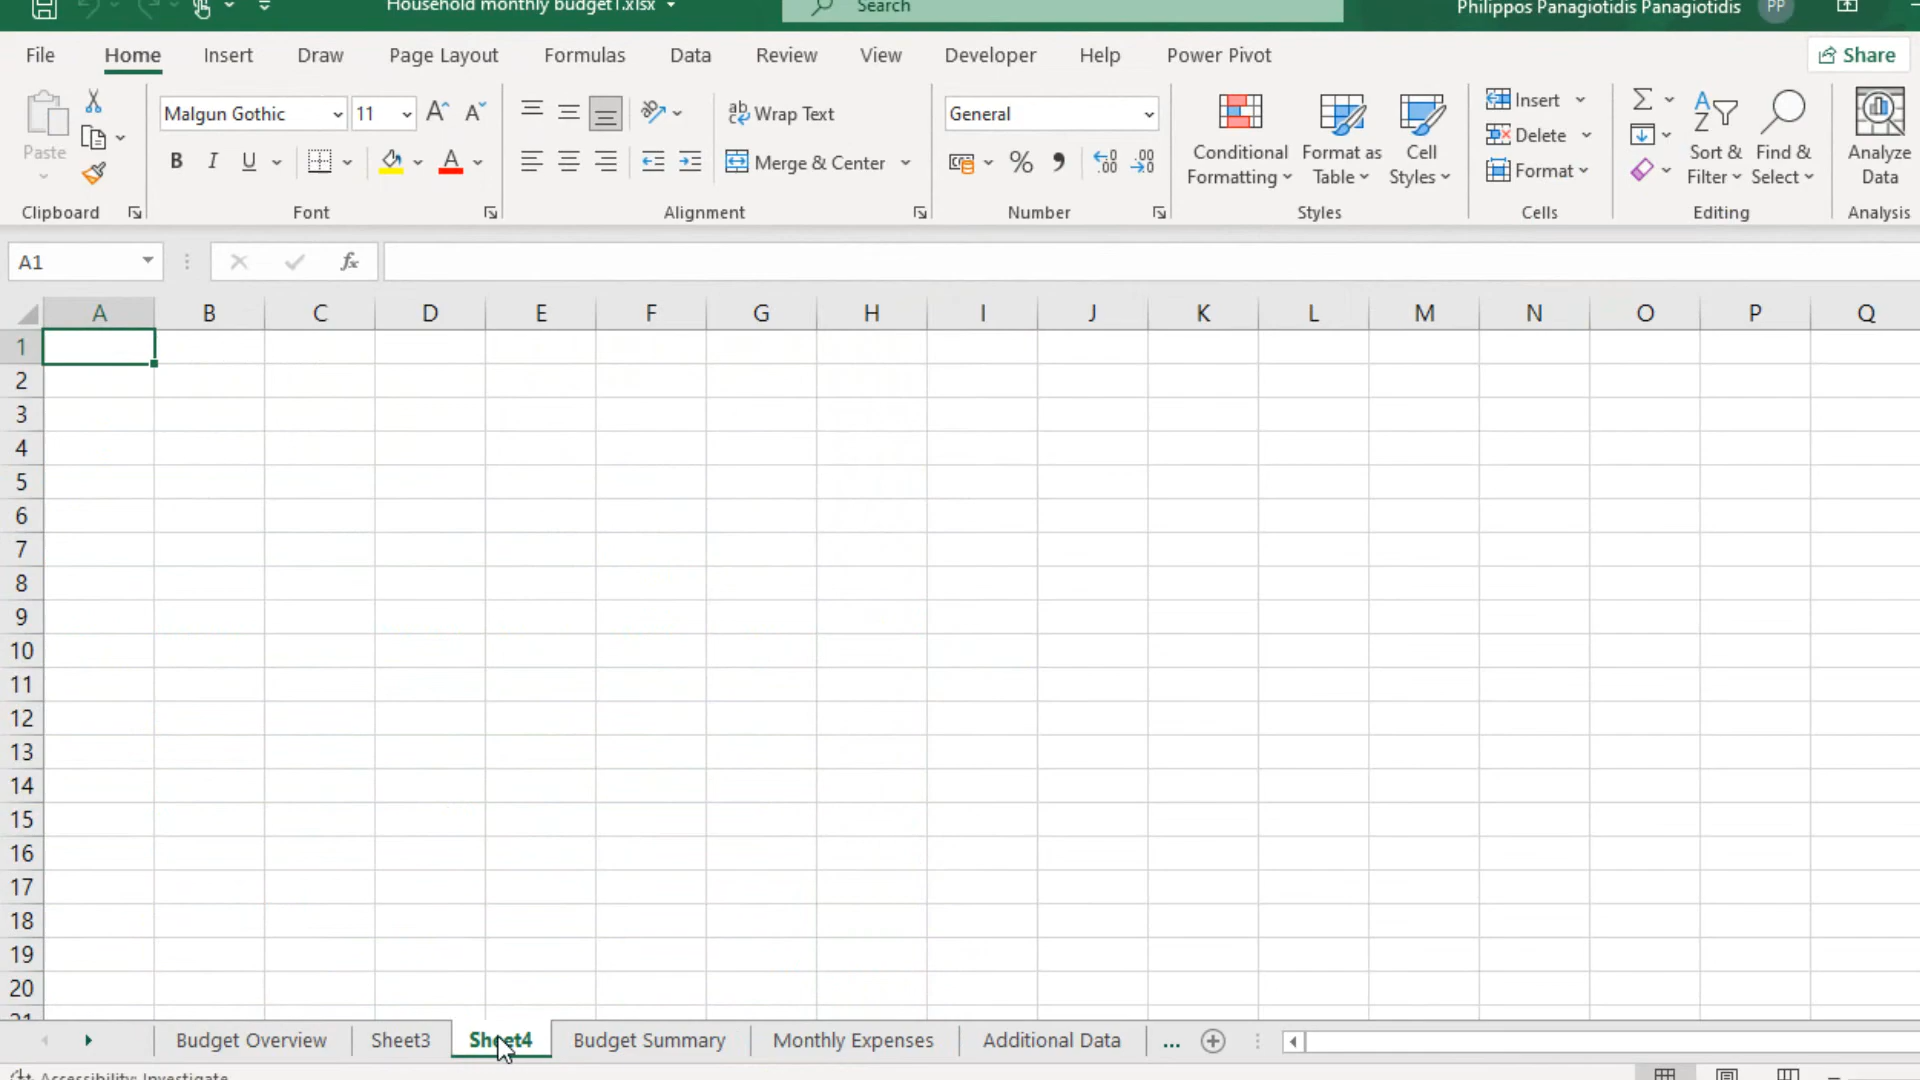 Household monthly budget1.xlsx
Search
Philippos Panagiotidis Panagiotidis
PP
File Home Insert Draw Page Layout Formulas Data Review View Developer Help Power Pivot
Share
Paste
Malgun Gothic 11
Wrap Text
General
Conditional Formatting
Format as Table
Cell Styles
Insert
Delete
Format
Sort & Filter
Find & Select
Analyze Data
B I U
Merge & Center
Clipboard Font Alignment Number Styles Cells Editing Analysis
A1
fx
A B C D E F G H I J K L M N O P Q
1
2
3
4
5
6
7
8
9
10
11
12
13
14
15
16
17
18
19
20
21
Budget Overview Sheet3 Sheet4 Budget Summary Monthly Expenses Additional Data ...
Accessibility: Investigate